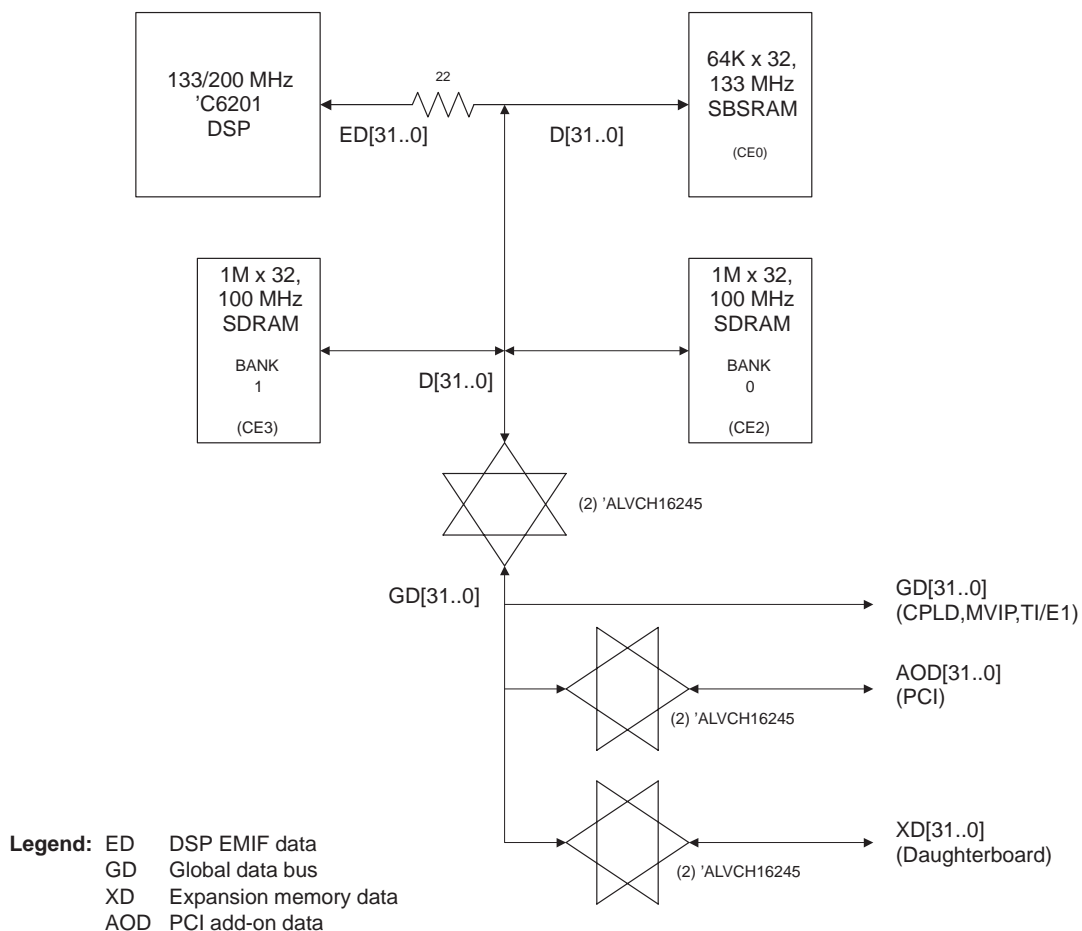 133/200 MHz
'C6201
DSP
22
ED[31..0]
D[31..0]
64K x 32,
133 MHz
SBSRAM
(CE0)
1M x 32,
100 MHz
SDRAM
BANK
1
(CE3)
D[31..0]
1M x 32,
100 MHz
SDRAM
BANK
0
(CE2)
(2) 'ALVCH16245
GD[31..0]
GD[31..0]
(CPLD,MVIP,TI/E1)
AOD[31..0]
(PCI)
(2) 'ALVCH16245
XD[31..0]
(Daughterboard)
(2) 'ALVCH16245
Legend: ED DSP EMIF data
GD Global data bus
XD Expansion memory data
AOD PCI add-on data